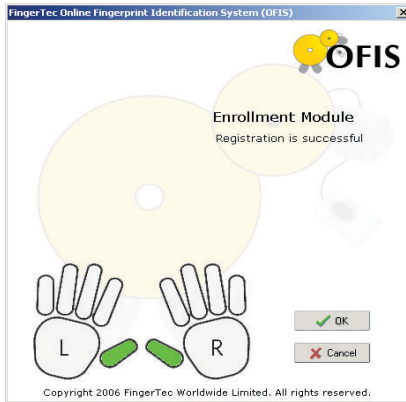 FingerTec Online Fingerprint Identification System (OFIS)
OFIS
Enrollment Module
Registration is successful
L
R
OK
Cancel
Copyright 2006 FingerTec Worldwide Limited. All rights reserved.